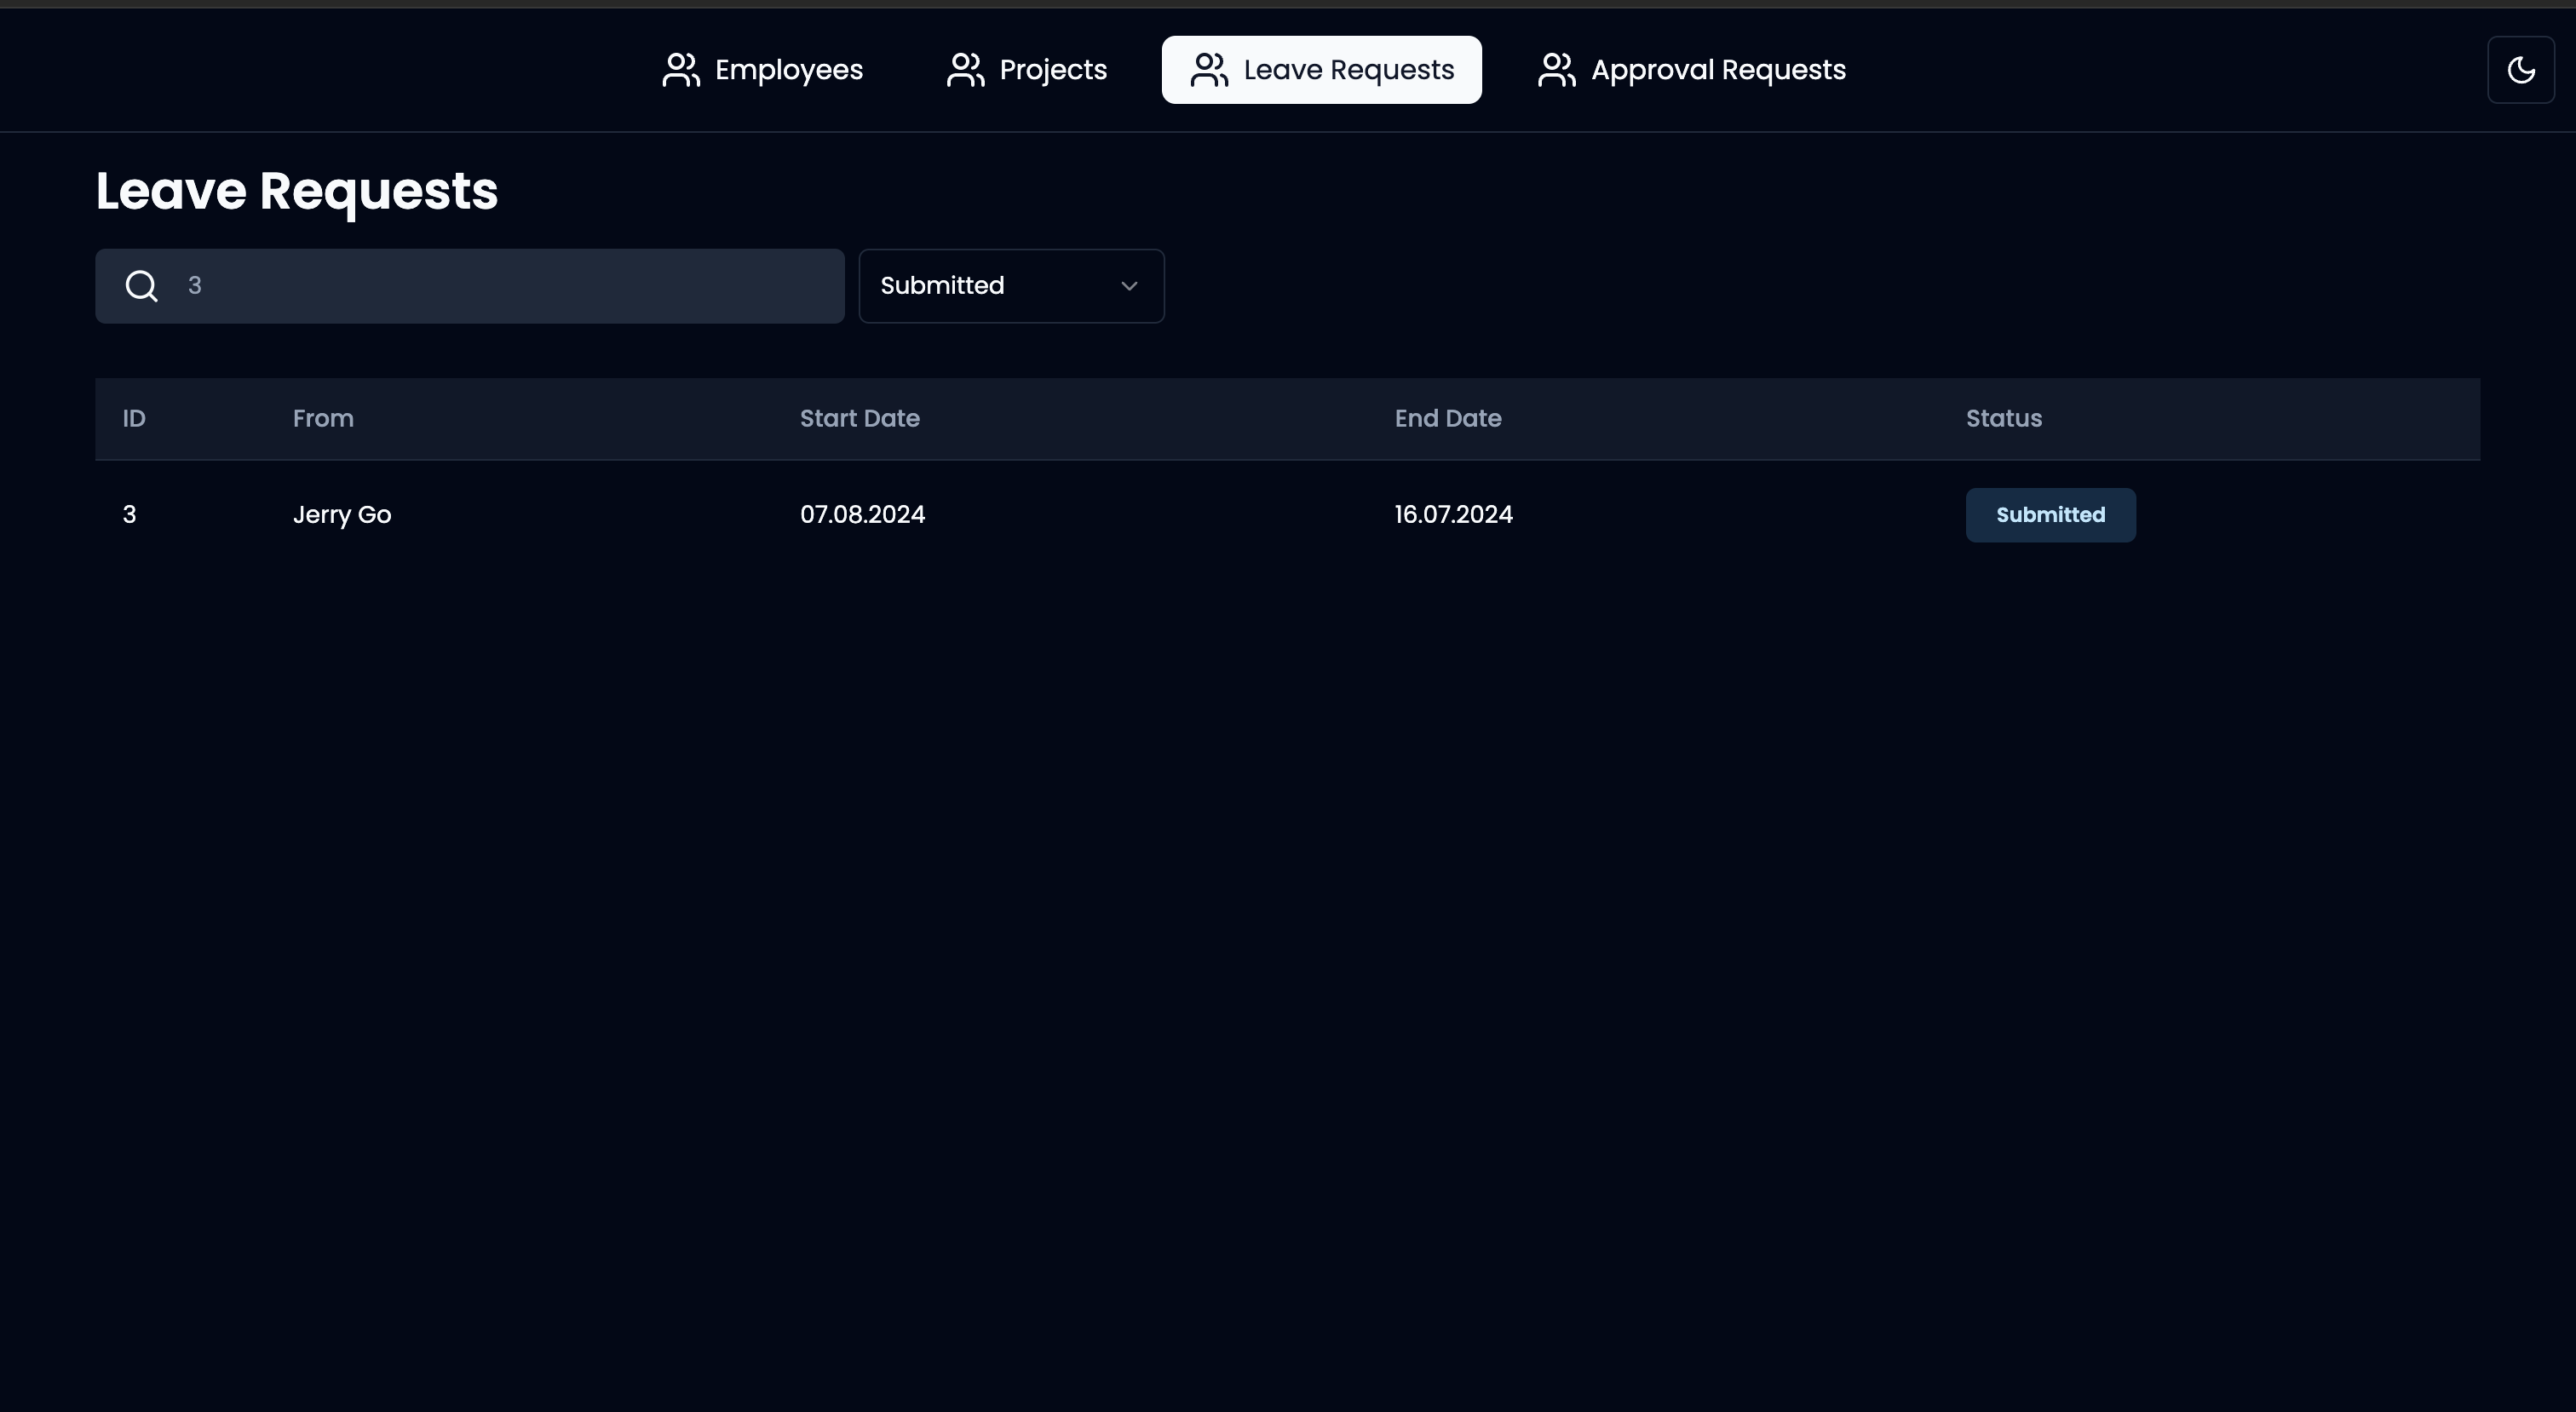 Employees Projects Leave Requests Approval Requests
Leave Requests
3 Submitted
ID From Start Date End Date Status
3 Jerry Go 07.08.2024 16.07.2024 Submitted